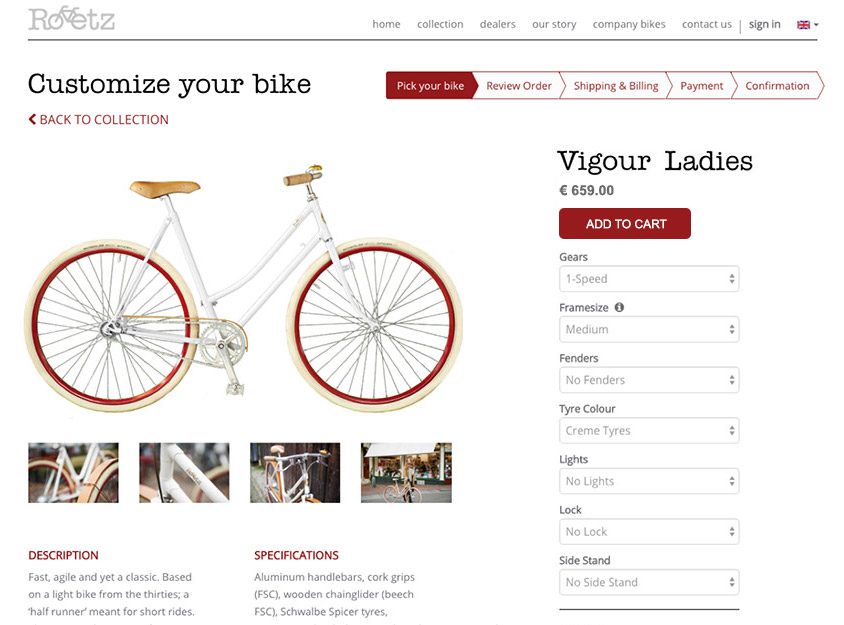 Rovetz
home collection dealers our story company bikes contact us sign in
Customize your bike
Pick your bike Review Order Shipping & Billing Payment Confirmation
BACK TO COLLECTION
Vigour Ladies
€ 659.00
ADD TO CART
Gears
1-Speed
Framesize
Medium
Fenders
No Fenders
Tyre Colour
Creme Tyres
Lights
No Lights
Lock
No Lock
Side Stand
No Side Stand
DESCRIPTION
Fast, agile and yet a classic. Based
on a light bike from the thirties; a
‘half runner’ meant for short rides.
SPECIFICATIONS
Aluminum handlebars, cork grips
(FSC), wooden chainglider (beech
FSC), Schwalbe Spicer tyres,